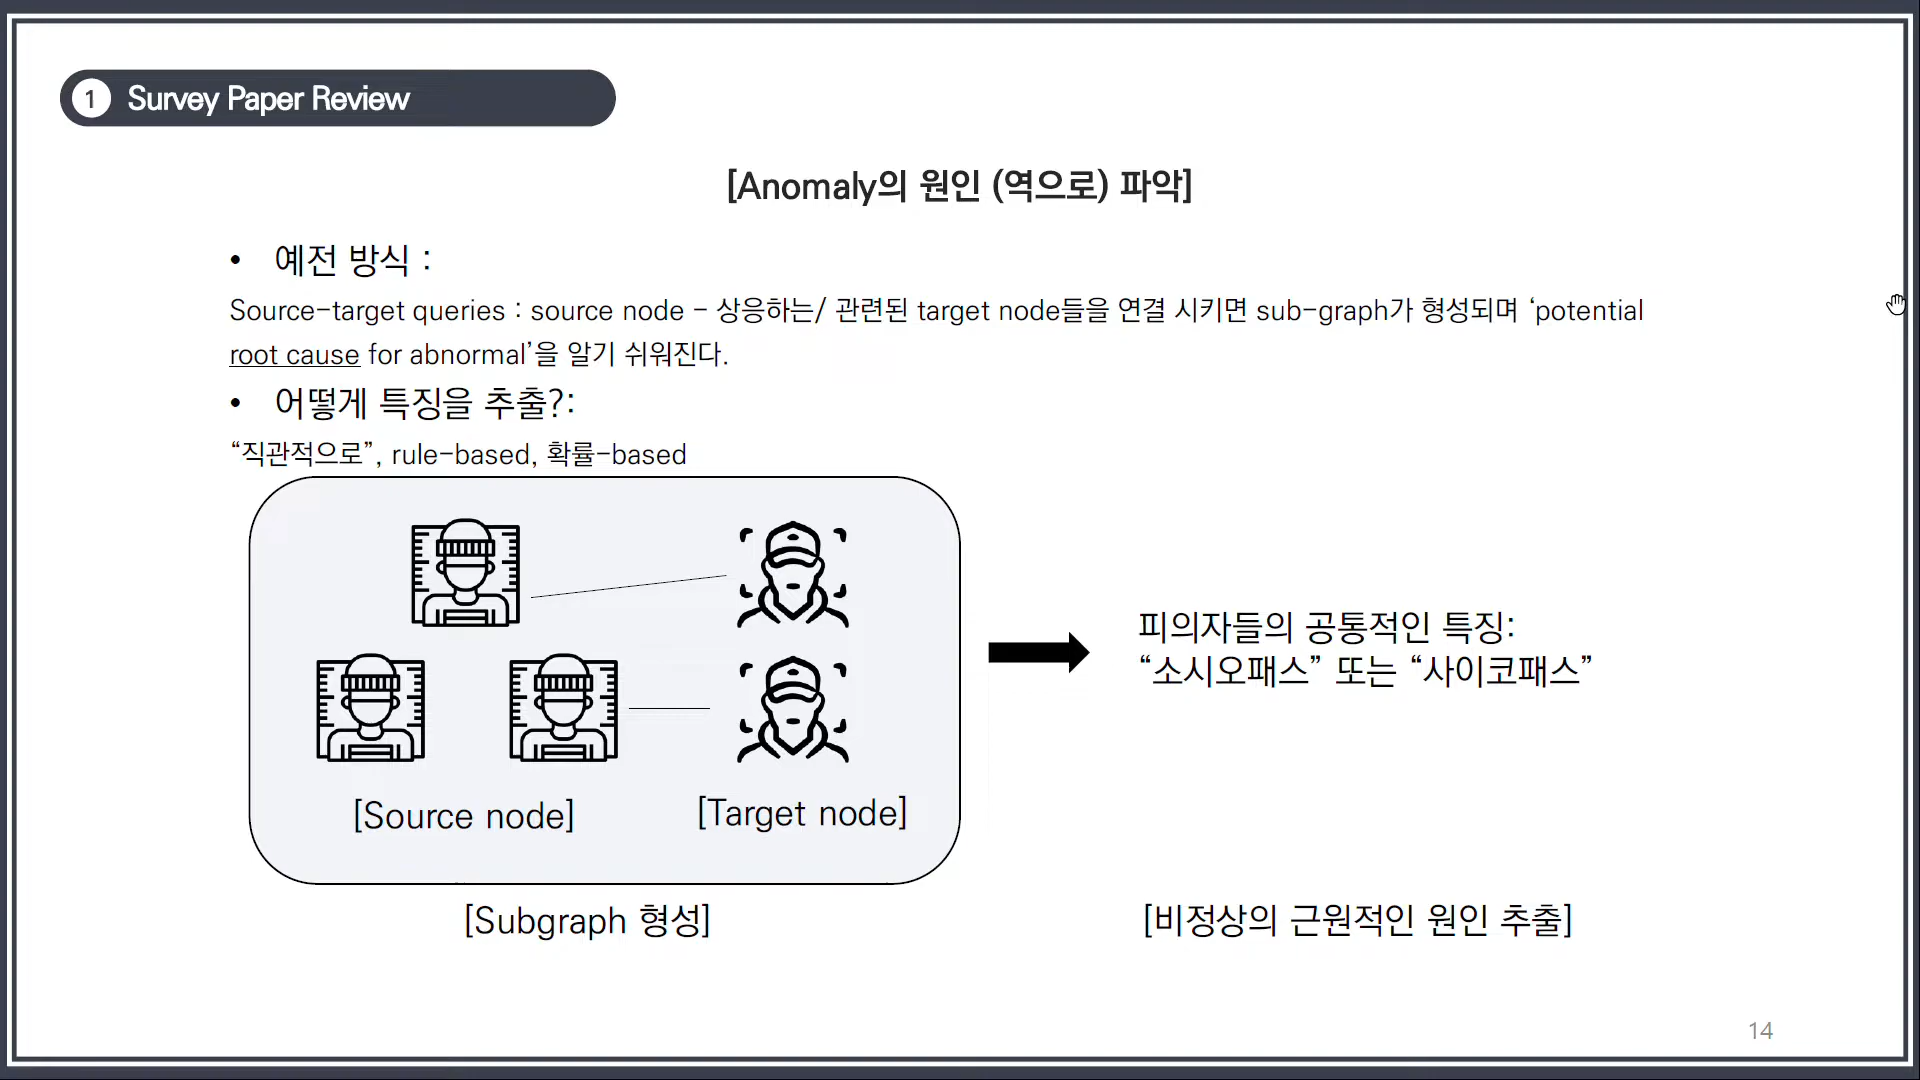 1 Survey Paper Review
[Anomaly의 원인 (역으로) 파악]
• 예전 방식 :
Source-target queries : source node - 상응하는/ 관련된 target node들을 연결 시키면 sub-graph가 형성되며 ‘potential
root cause for abnormal’을 알기 쉬워진다.
• 어떻게 특징을 추출?:
“직관적으로”, rule-based, 확률-based
피의자들의 공통적인 특징:
“소시오패스” 또는 “사이코패스”
[Source node]
[Target node]
[Subgraph 형성]
[비정상의 근원적인 원인 추출]
14